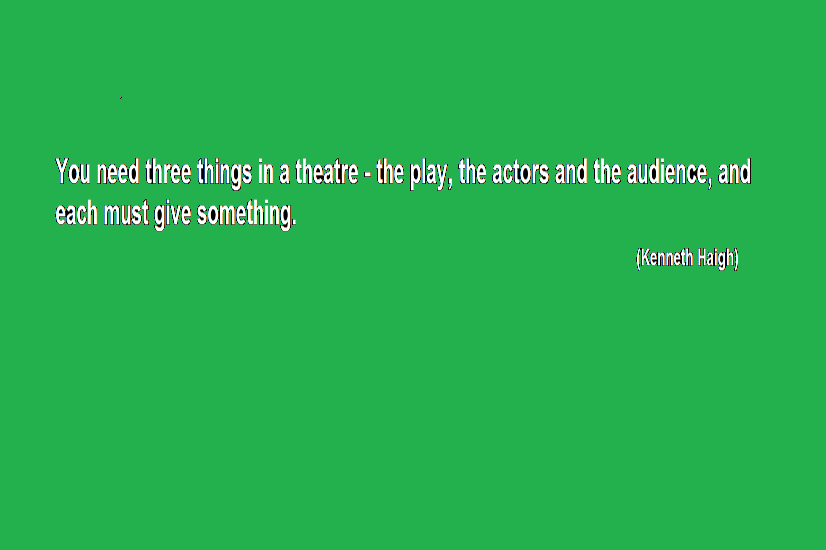 You need three things in a theatre - the play, the actors and the audience, and
each must give something.
(Kenneth Haigh)